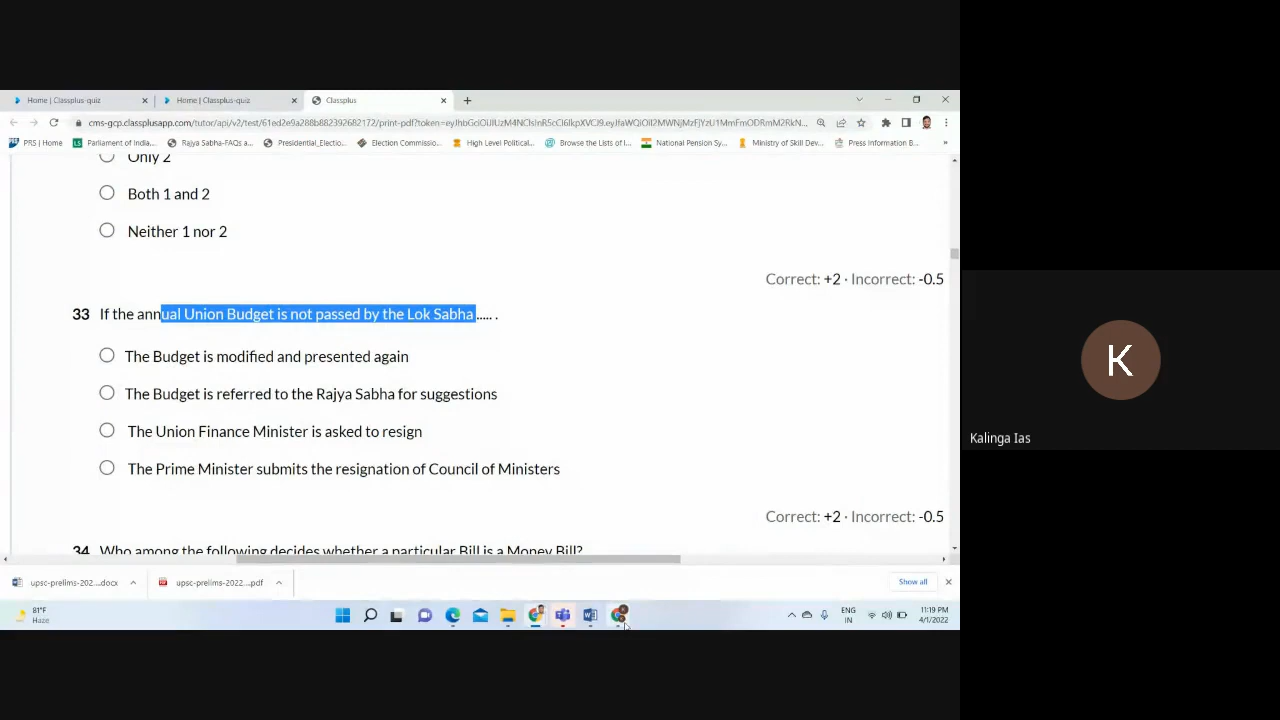 Home | Classplus-quiz
Home | Classplus-quiz
Classplus
PRS | Home
Parliament of India,...
Rajya Sabha-FAQs a...
Presidential_Electio...
Election Commissio...
High Level Political...
Browse the Lists of I...
National Pension Sy...
Ministry of Skill Dev...
Press Information B...
Only 2
Both 1 and 2
Neither 1 nor 2
Correct: +2 · Incorrect: -0.5
33 If the annual Union Budget is not passed by the Lok Sabha ..... .
The Budget is modified and presented again
The Budget is referred to the Rajya Sabha for suggestions
The Union Finance Minister is asked to resign
The Prime Minister submits the resignation of Council of Ministers
Correct: +2 · Incorrect: -0.5
34 Who among the following decides whether a particular Bill is a Money Bill?
upsc-prelims-202....docx
upsc-prelims-2022....pdf
Show all
81°F
Haze
ENG
IN
11:19 PM
4/1/2022
K
Kalinga Ias